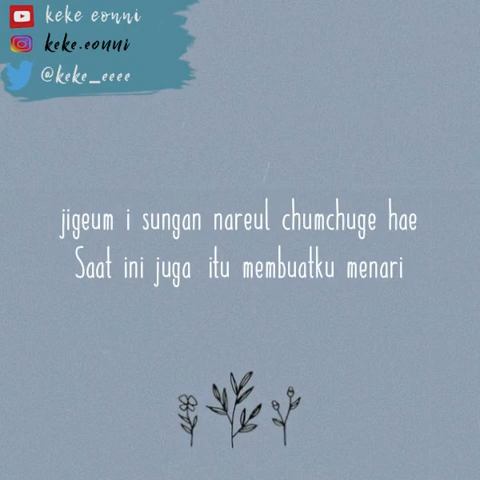 keke eonni
keke.eonni
@keke_eeee
jigeum i sungan nareul chumchuge hae
Saat ini juga itu membuatku menari